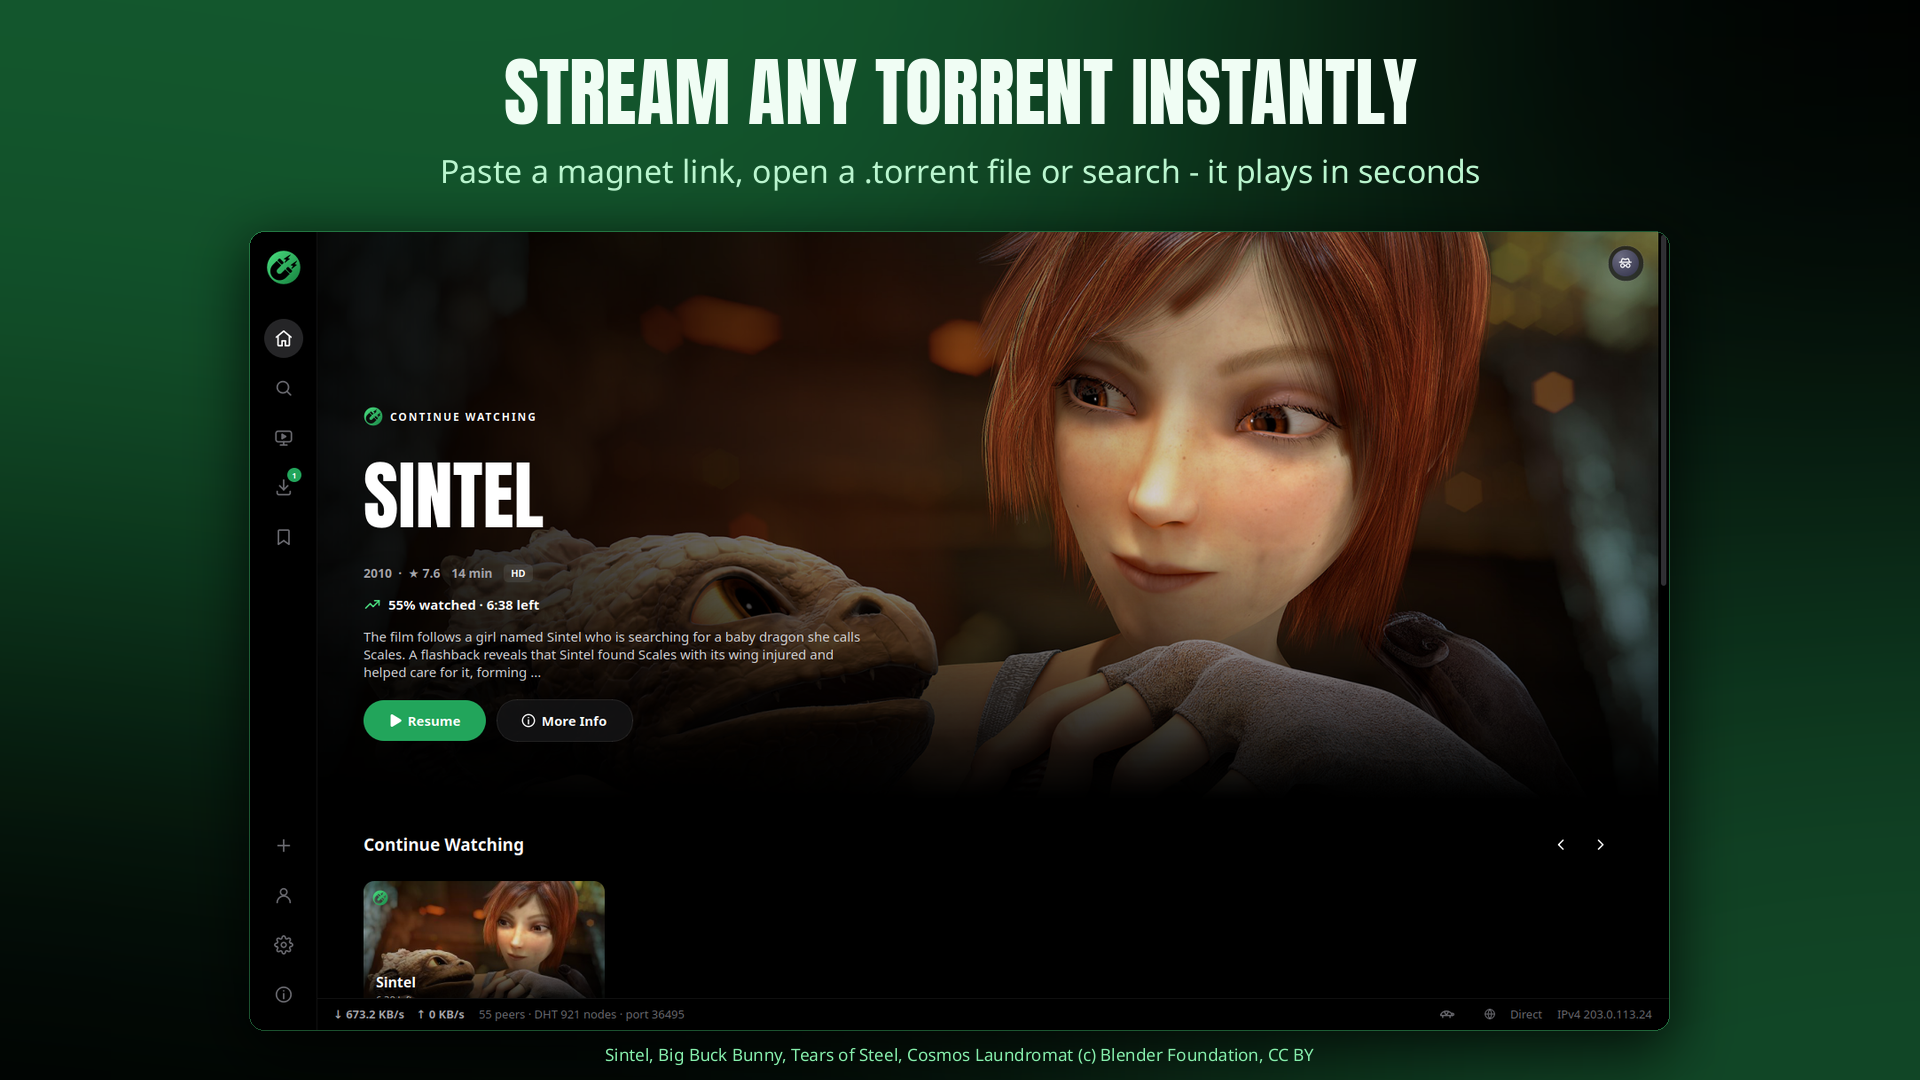 STREAM ANY TORRENT INSTANTLY
Paste a magnet link, open a .torrent file or search - it plays in seconds
CONTINUE WATCHING
SINTEL
2010 · ★ 7.6 14 min HD
55% watched · 6:38 left
The film follows a girl named Sintel who is searching for a baby dragon she calls
Scales. A flashback reveals that Sintel found Scales with its wing injured and
helped care for it, forming ...
Resume
More Info
1
Continue Watching
Sintel
↓ 673.2 KB/s ↑ 0 KB/s 55 peers · DHT 921 nodes · port 36495
Direct IPv4 203.0.113.24
Sintel, Big Buck Bunny, Tears of Steel, Cosmos Laundromat (c) Blender Foundation, CC BY